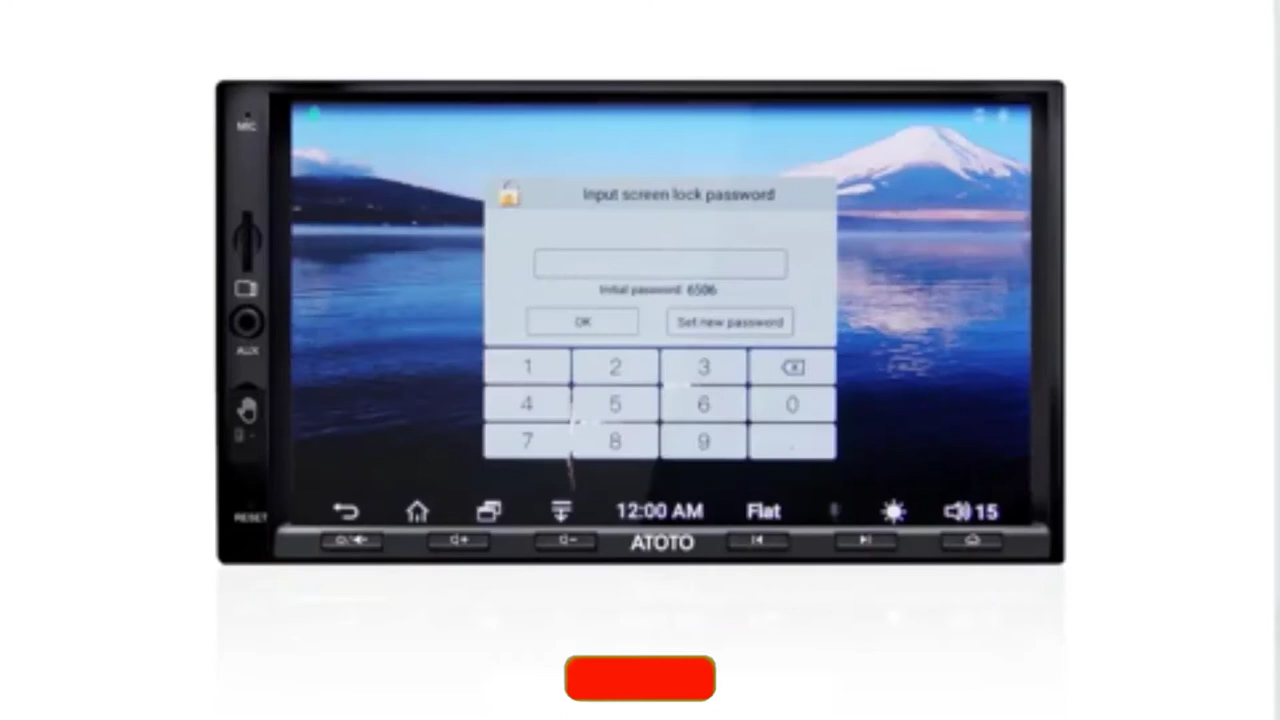 MIC
Input screen lock password
Initial password: 6506
OK
Set new password
1 2 3
4 5 6 0
7 8 9 .
AUX
RESET
12:00 AM Flat 15
ATOTO